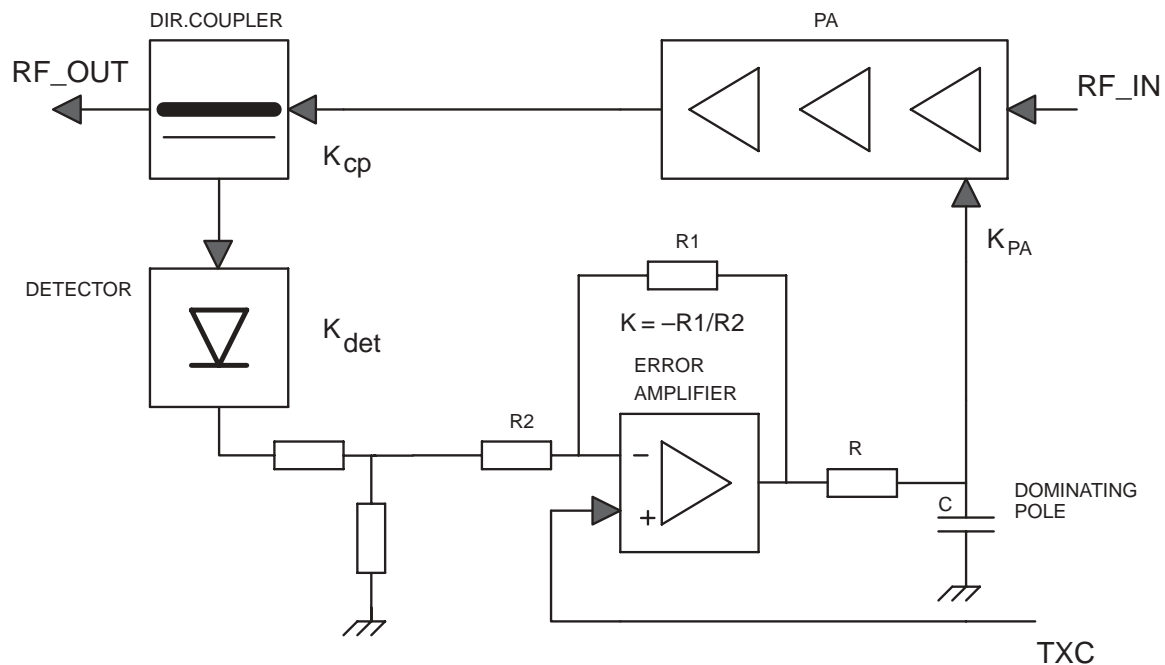 DIR.COUPLER
PA
RF_OUT
RF_IN
Kcp
KPA
R1
DETECTOR
Kdet
K = –R1/R2
ERROR
AMPLIFIER
R2
R
–
+
C
DOMINATING
POLE
TXC